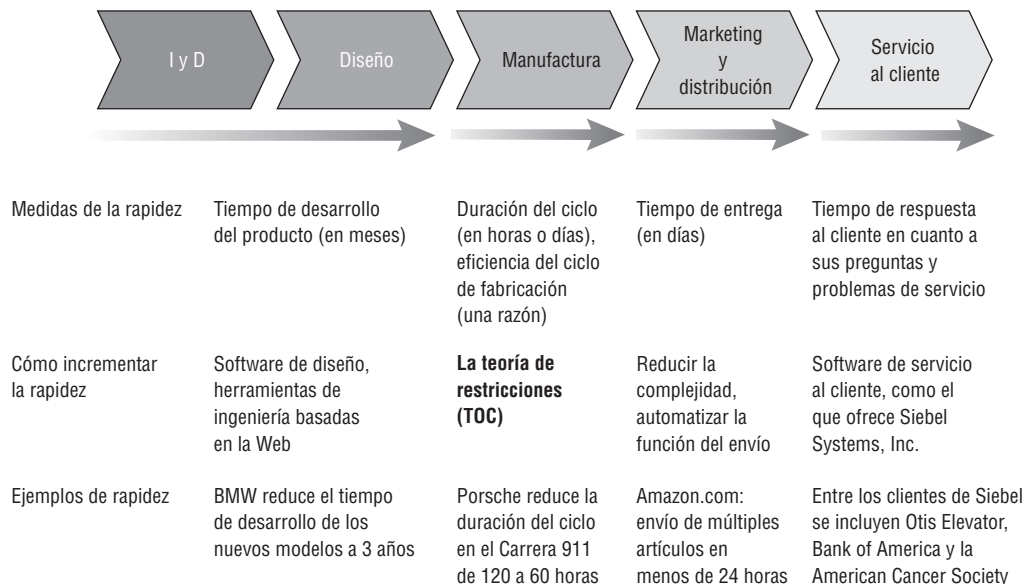 I y D
Diseño
Manufactura
Marketing
y
distribución
Servicio
al cliente
Medidas de la rapidez
Tiempo de desarrollo
del producto (en meses)
Duración del ciclo
(en horas o días),
eficiencia del ciclo
de fabricación
(una razón)
Tiempo de entrega
(en días)
Tiempo de respuesta
al cliente en cuanto a
sus preguntas y
problemas de servicio
Cómo incrementar
la rapidez
Software de diseño,
herramientas de
ingeniería basadas
en la Web
La teoría de
restricciones
(TOC)
Reducir la
complejidad,
automatizar la
función del envío
Software de servicio
al cliente, como el
que ofrece Siebel
Systems, Inc.
Ejemplos de rapidez
BMW reduce el tiempo
de desarrollo de los
nuevos modelos a 3 años
Porsche reduce la
duración del ciclo
en el Carrera 911
de 120 a 60 horas
Amazon.com:
envío de múltiples
artículos en
menos de 24 horas
Entre los clientes de Siebel
se incluyen Otis Elevator,
Bank of America y la
American Cancer Society